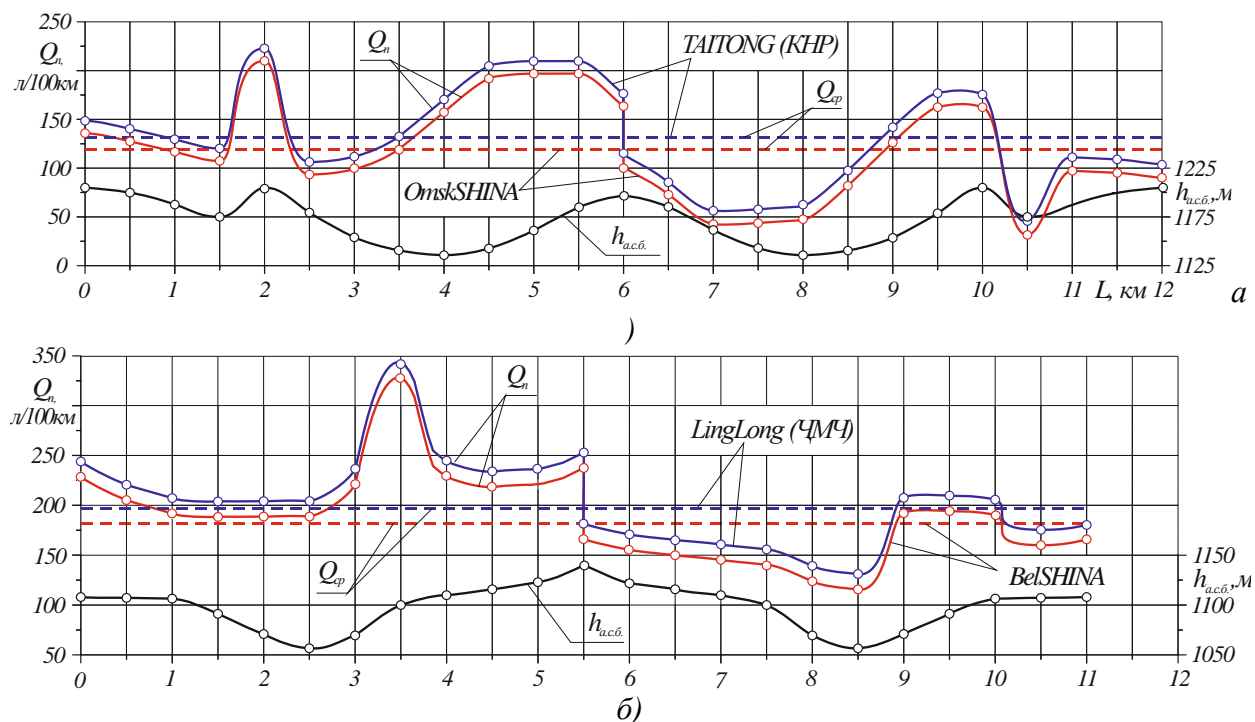 250
Qп,
л/100км
150
100
50
0
Qп
TAITONG (КНР)
Qср
OmskSHINA
hа.с.б.
1225
hа.с.б.,м
1175
1125
0 1 2 3 4 5 6 7 8 9 10 11 L, км 12
а
)
350
Qп,
л/100км
250
200
150
100
50
Qп
LingLong (ҶМЧ)
Qср
hа.с.б.
BelSHINA
1150
hа.с.б.,м
1100
1050
0 1 2 3 4 5 6 7 8 9 10 11 12
б)